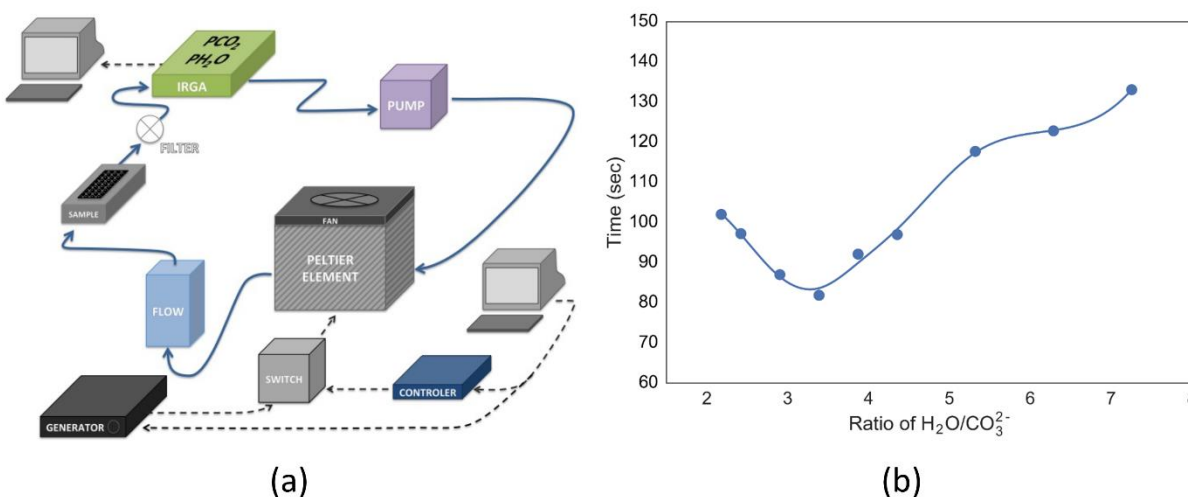 PCO₂
PH₂O
IRGA
PUMP
FILTER
SAMPLE
FAN
PELTIER
ELEMENT
FLOW
SWITCH
CONTROLER
GENERATOR
(a)
150
140
130
120
110
100
90
80
70
60
Time (sec)
2 3 4 5 6 7 8
Ratio of H₂O/CO₃²⁻
(b)